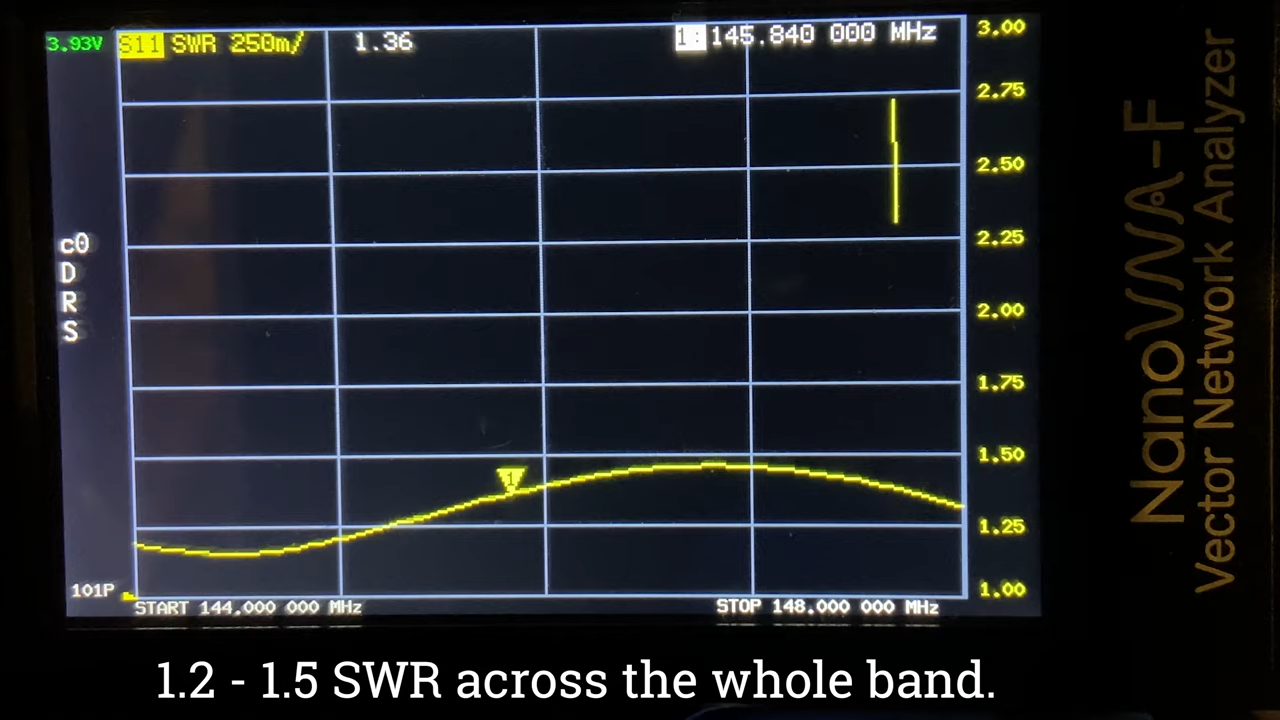 3.93V S11 SWR 250m/ 1.36 1:145.840 000 MHz
3.00
2.75
2.50
2.25
2.00
1.75
1.50
1.25
1.00
c0
D
R
S
1
101P
START 144.000 000 MHz STOP 148.000 000 MHz
NanoVNA-F
Vector Network Analyzer
1.2 - 1.5 SWR across the whole band.